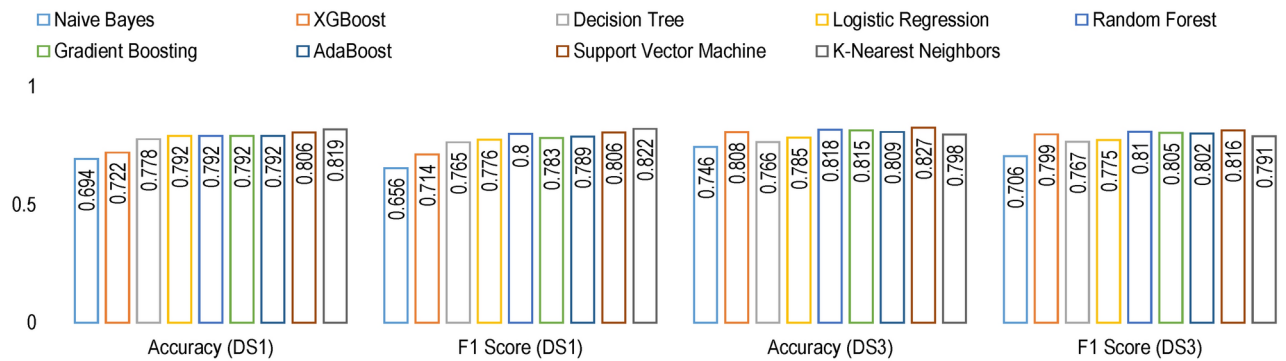 Naive Bayes XGBoost Decision Tree Logistic Regression Random Forest
Gradient Boosting AdaBoost Support Vector Machine K-Nearest Neighbors
1
0.5
0
0.694 0.722 0.778 0.792 0.792 0.792 0.792 0.806 0.819
0.656 0.714 0.765 0.776 0.8 0.783 0.789 0.806 0.822
0.746 0.808 0.766 0.785 0.818 0.815 0.809 0.827 0.798
0.706 0.799 0.767 0.775 0.81 0.805 0.802 0.816 0.791
Accuracy (DS1) F1 Score (DS1) Accuracy (DS3) F1 Score (DS3)